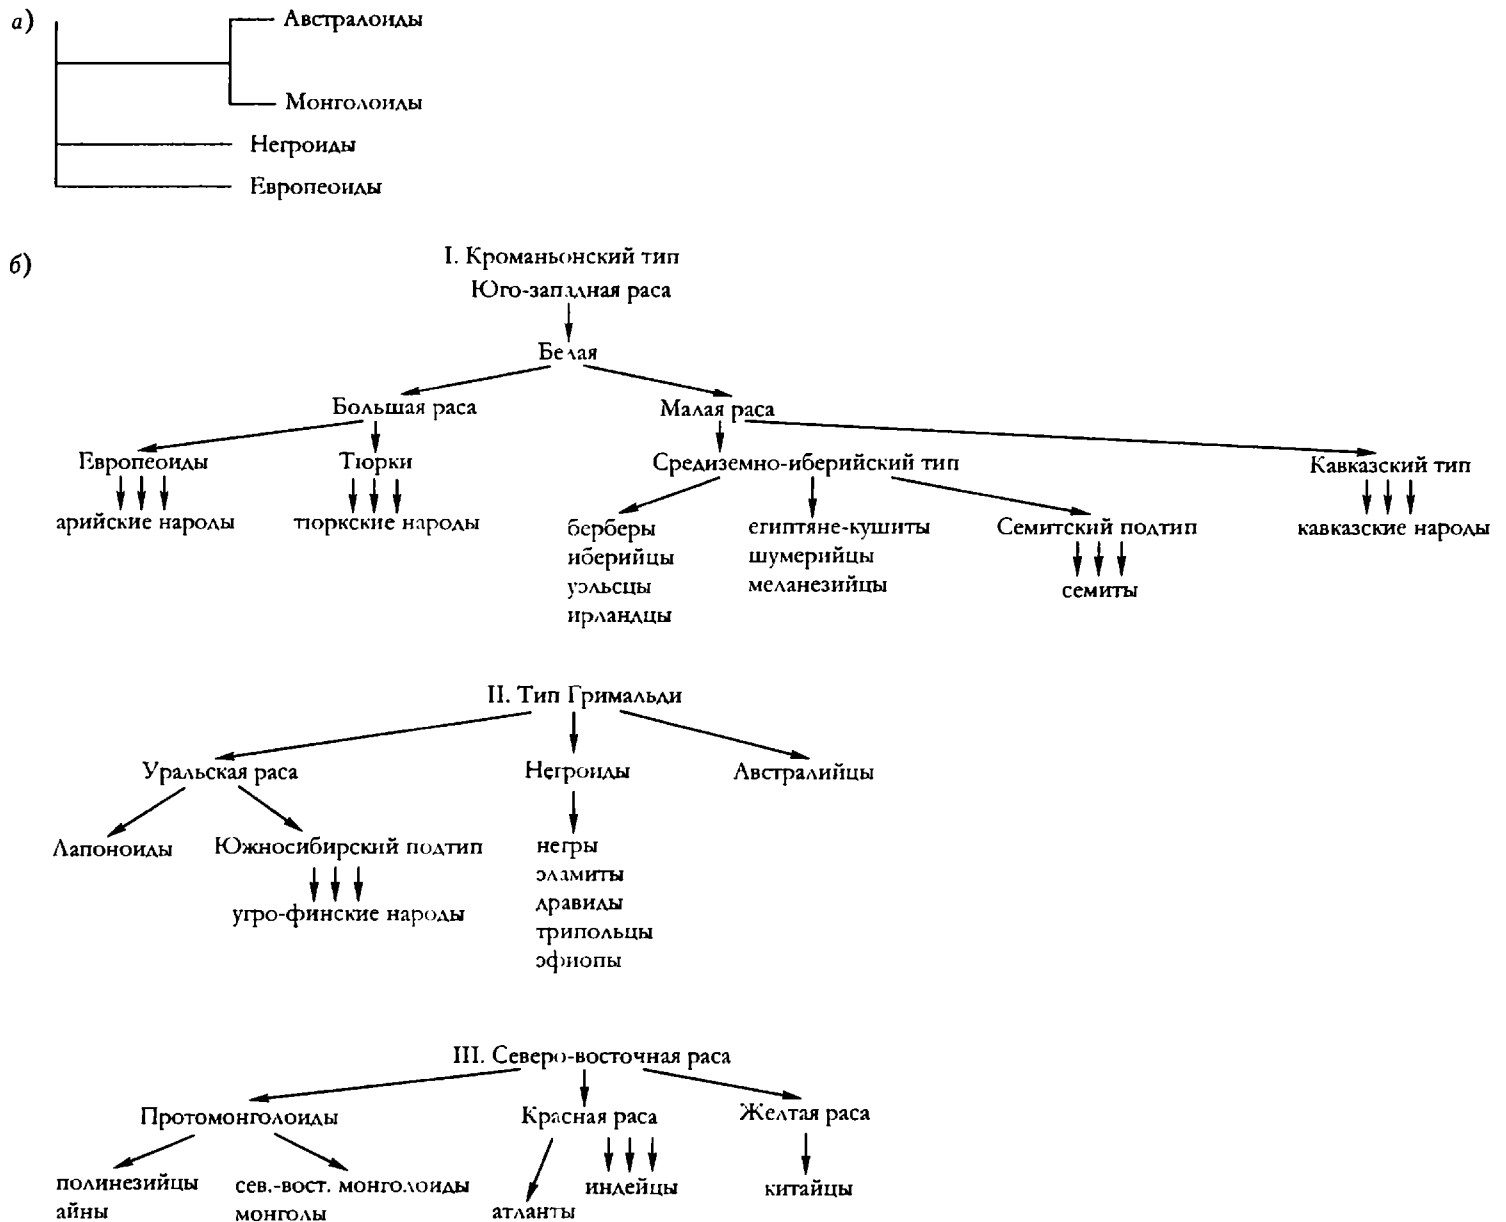 а)
Австралоиды
Монголоиды
Негроиды
Европеоиды
б)
I. Кроманьонский тип
Юго-западная раса
Белая
Большая раса
Малая раса
Европеоиды
Тюрки
Средиземно-иберийский тип
Кавказский тип
арийские народы
тюркские народы
берберы
иберийцы
уэльсцы
ирландцы
египтяне-кушиты
шумерийцы
меланезийцы
Семитский подтип
семиты
кавказские народы
II. Тип Гримальди
Уральская раса
Негроиды
Австралийцы
Лапоноиды
Южносибирский подтип
угро-финские народы
негры
эламиты
дравиды
трипольцы
эфиопы
III. Северо-восточная раса
Протомонголоиды
Красная раса
Желтая раса
полинезийцы
айны
сев.-вост. монголоиды
монголы
атланты
индейцы
китайцы